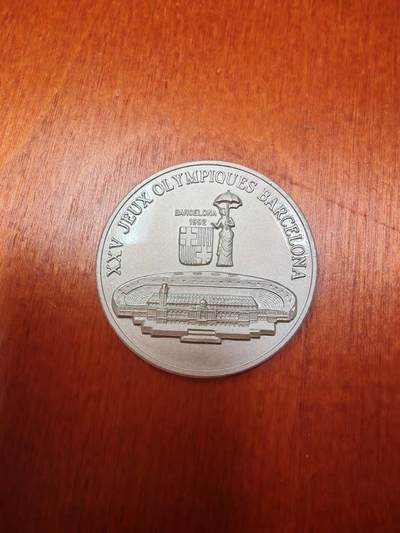 XXV JEUX OLYMPIQUES BARCELONA
BARCELONA
1992